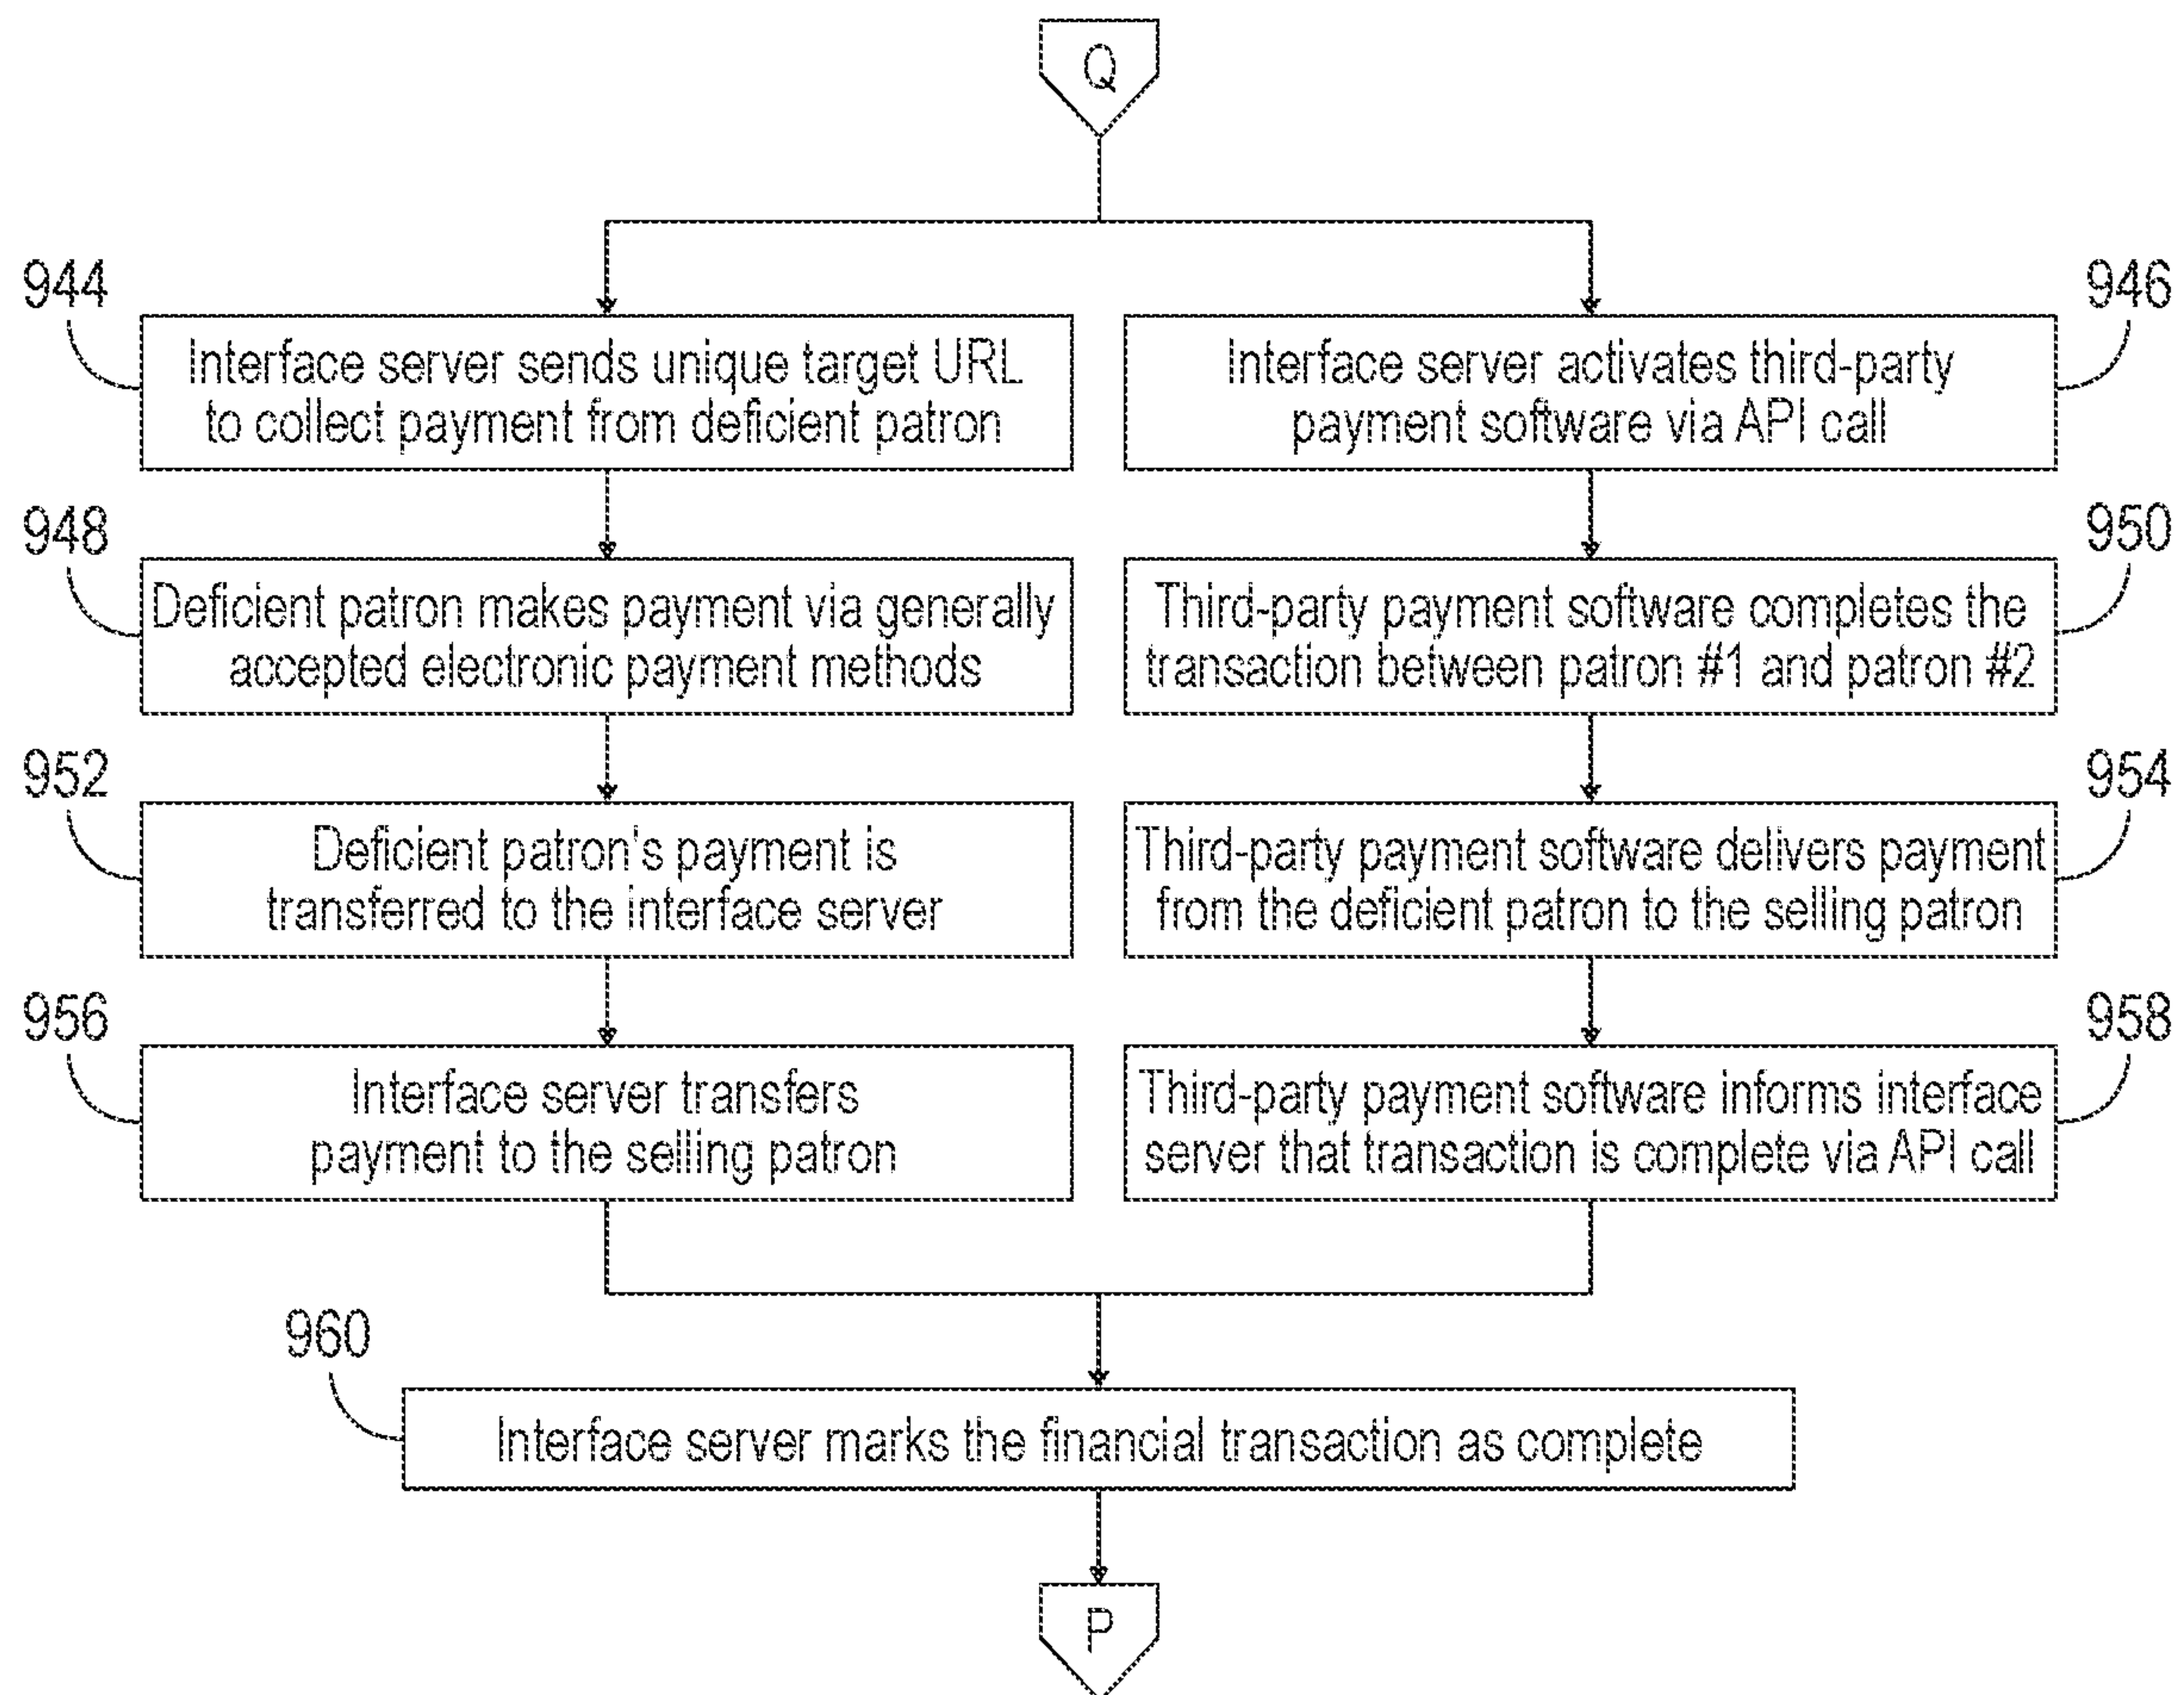 Q
944
Interface server sends unique target URL
to collect payment from deficient patron
946
Interface server activates third-party
payment software via API call
948
Deficient patron makes payment via generally
accepted electronic payment methods
950
Third-party payment software completes the
transaction between patron #1 and patron #2
952
Deficient patron's payment is
transferred to the interface server
954
Third-party payment software delivers payment
from the deficient patron to the selling patron
956
Interface server transfers
payment to the selling patron
958
Third-party payment software informs interface
server that transaction is complete via API call
960
Interface server marks the financial transaction as complete
P